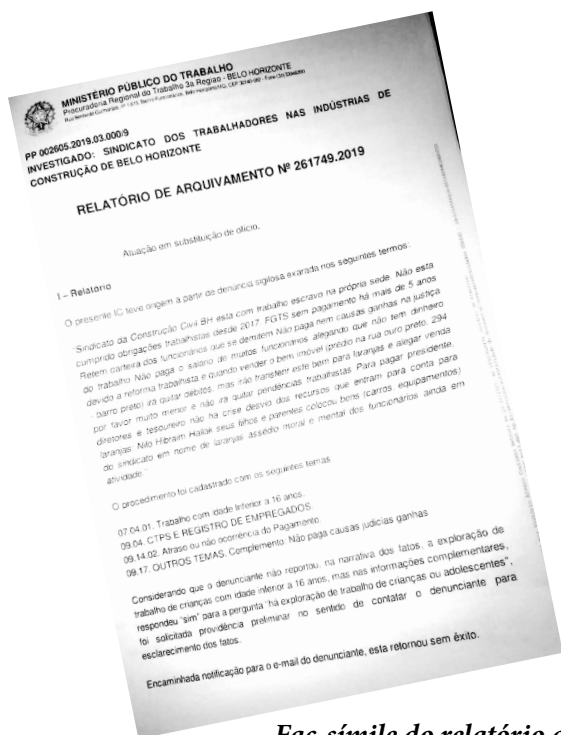 MINISTÉRIO PÚBLICO DO TRABALHO
Procuradoria Regional do Trabalho 3a Região - BELO HORIZONTE
PP 002605.2019.03.000/9
INVESTIGADO: SINDICATO DOS TRABALHADORES NAS INDÚSTRIAS DE
CONSTRUÇÃO DE BELO HORIZONTE
RELATÓRIO DE ARQUIVAMENTO Nº 261749.2019
Atuação em substituição de ofício.
I – Relatório
O presente IC teve origem a partir de denúncia sigilosa exarada nos seguintes termos:
"Sindicato da Construção Civil BH esta com trabalho escravo na própria sede. Não esta
cumprido obrigações trabalhistas desde 2017. FGTS sem pagamento há mais de 5 anos
Retem carteira dos funcionários que se demitem Não paga nem causas ganhas na justiça
do trabalho Não paga o salario de muitos funcionários alegando que não tem dinheiro
devido a reforma trabalhista e quando vender o bem imóvel (prédio na rua ouro preto, 294
- barro preto) ira quitar débitos, mas irão transferir este bem para laranjas e alegar venda
por favor muito menor e não ira quitar pendências trabalhistas Para pagar presidente,
diretores e tesoureiro não há crise desvio dos recursos que entram para conta para
laranjas. Nilo Hibraim Hallak seus filhos e parentes colocou bens (carros, equipamentos)
do sindicato em nome de laranjas assédio moral e mental dos funcionários ainda em
atividade."
O procedimento foi cadastrado com os seguintes temas
07.04.01. Trabalho com idade Inferior a 16 anos.
09.04. CTPS E REGISTRO DE EMPREGADOS.
09.14.02. Atraso ou não ocorrência do Pagamento
09.17. OUTROS TEMAS, Complemento: Não paga causas judicias ganhas
Considerando que o denunciante não reportou, na narrativa dos fatos, a exploração de
trabalho de crianças com idade inferior a 16 anos, mas nas informações complementares,
respondeu "sim" para a pergunta "há exploração de trabalho de crianças ou adolescentes",
foi solicitada providência preliminar no sentido de contatar o denunciante para
esclarecimento dos fatos.
Encaminhada notificação para o e-mail do denunciante, esta retornou sem êxito.
Fac-símile do relatório